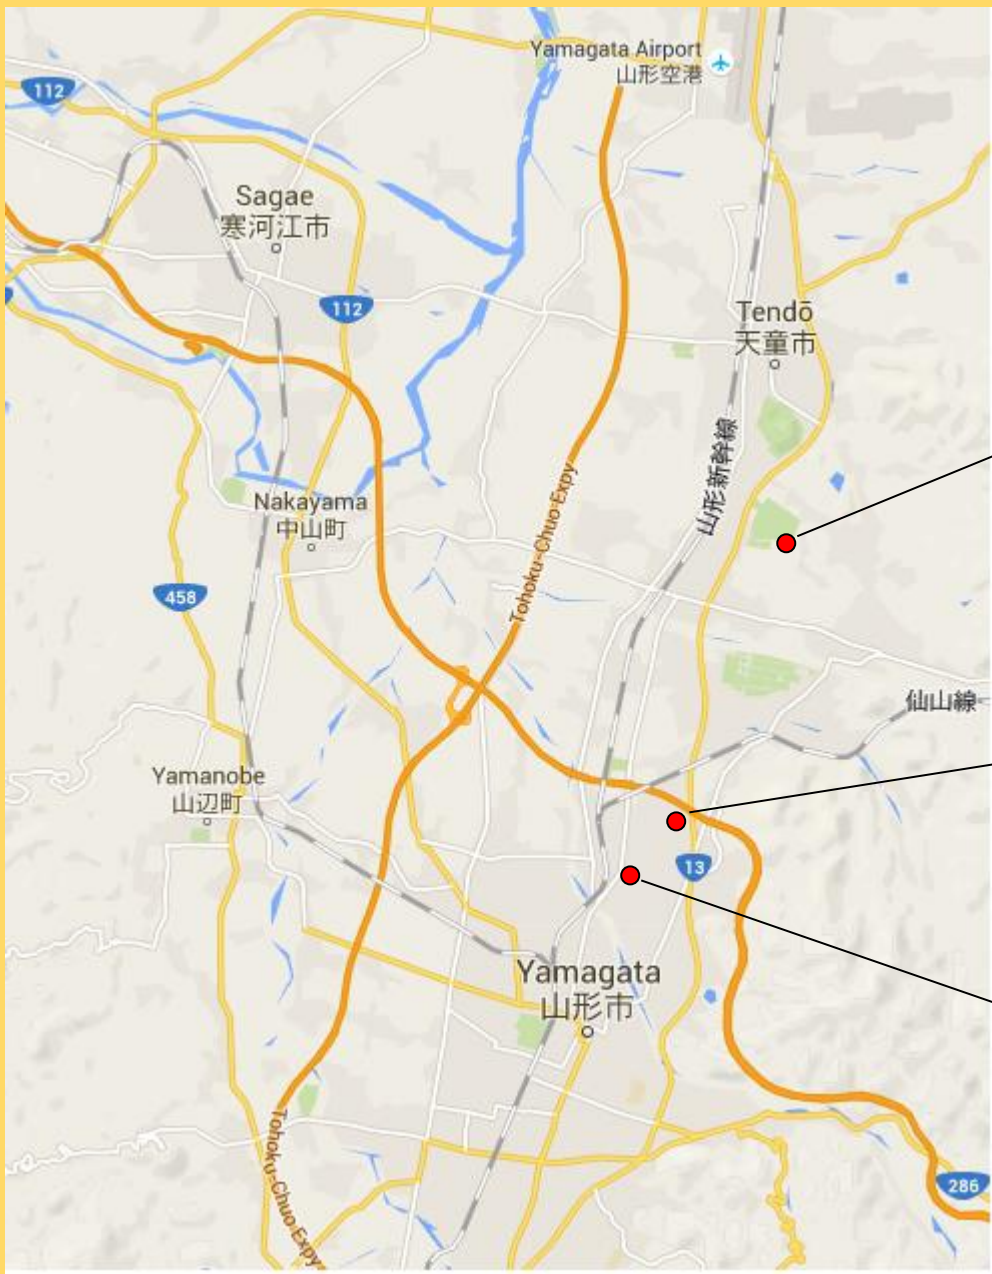 Yamagata Airport
山形空港
112
Sagae
寒河江市
112
Tendō
天童市
山形新幹線
Tohoku-Chuo Expy
Nakayama
中山町
458
仙山線
Yamanobe
山辺町
13
Yamagata
山形市
Tohoku-Chuo Expy
286